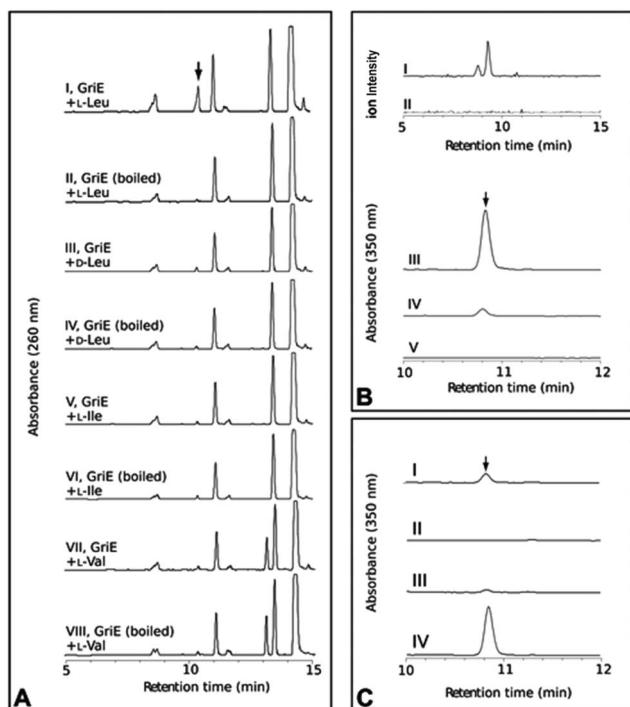 Absorbance (260 nm)
I, GriE
+L-Leu
II, GriE (boiled)
+L-Leu
III, GriE
+D-Leu
IV, GriE (boiled)
+D-Leu
V, GriE
+L-Ile
VI, GriE (boiled)
+L-Ile
VII, GriE
+L-Val
VIII, GriE (boiled)
+L-Val
5 10 15
Retention time (min)
A
ion Intensity
I
II
5 10 15
Retention time (min)
Absorbance (350 nm)
III
IV
V
10 11 12
Retention time (min)
B
Absorbance (350 nm)
I
II
III
IV
10 11 12
Retention time (min)
C